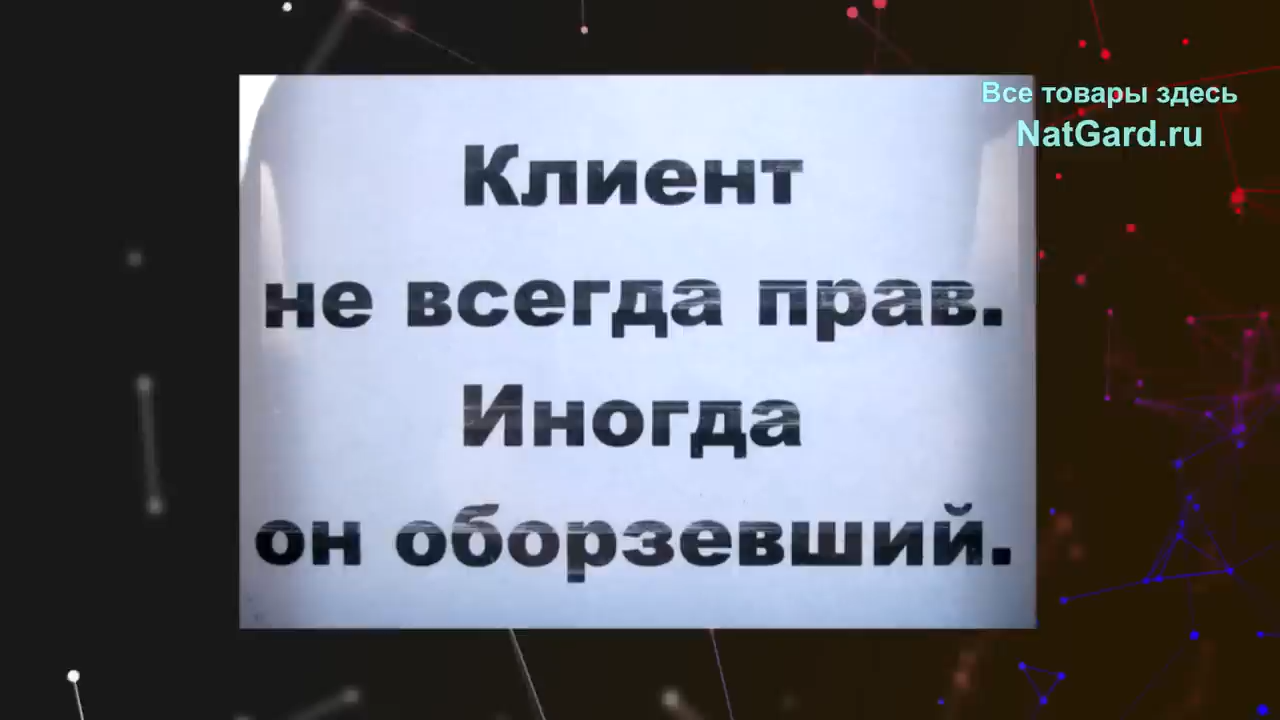 Все товары здесь
NatGard.ru
Клиент
не всегда прав.
Иногда
он оборзевший.